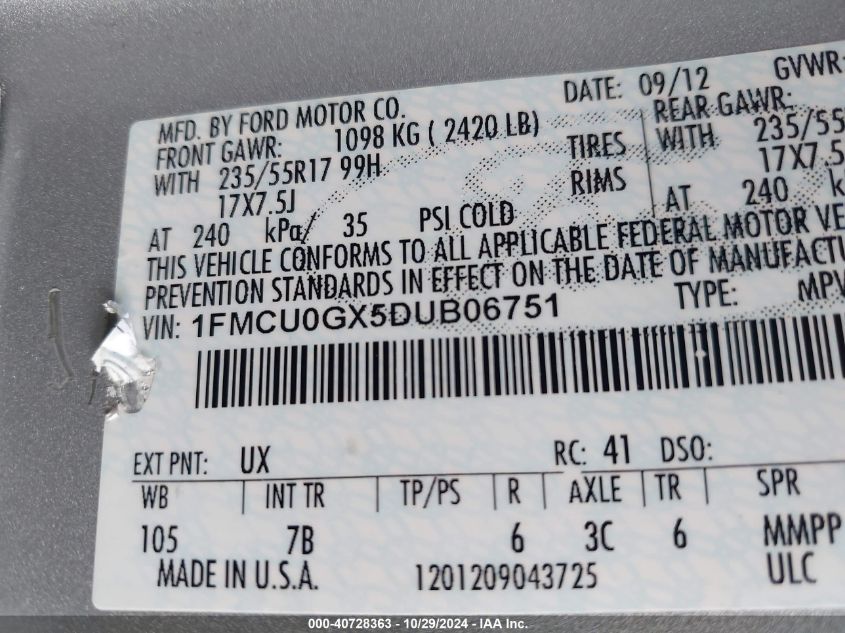 MFD. BY FORD MOTOR CO. DATE: 09/12 GVWR:
FRONT GAWR: 1098 KG ( 2420 LB) REAR GAWR:
WITH 235/55R17 99H TIRES WITH 235/55
17X7.5J RIMS 17X7.5
AT 240 kPa/ 35 PSI COLD AT 240
THIS VEHICLE CONFORMS TO ALL APPLICABLE FEDERAL MOTOR VE
PREVENTION STANDARDS IN EFFECT ON THE DATE OF MANUFACTU
VIN: 1FMCU0GX5DUB06751 TYPE: MPV
EXT PNT: UX RC: 41 DSO:
WB INT TR TP/PS R AXLE TR SPR
105 7B 6 3C 6 MMPP
MADE IN U.S.A. 1201209043725 ULC
000-40728363 - 10/29/2024 - IAA Inc.